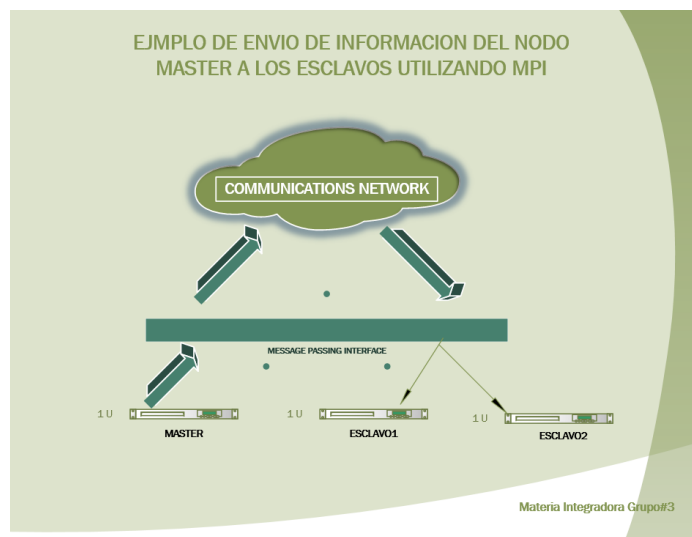 EJMPLO DE ENVIO DE INFORMACION DEL NODO
MASTER A LOS ESCLAVOS UTILIZANDO MPI
COMMUNICATIONS NETWORK
MESSAGE PASSING INTERFACE
1 U
1 U
1 U
MASTER
ESCLAVO1
ESCLAVO2
Materia Integradora Grupo#3